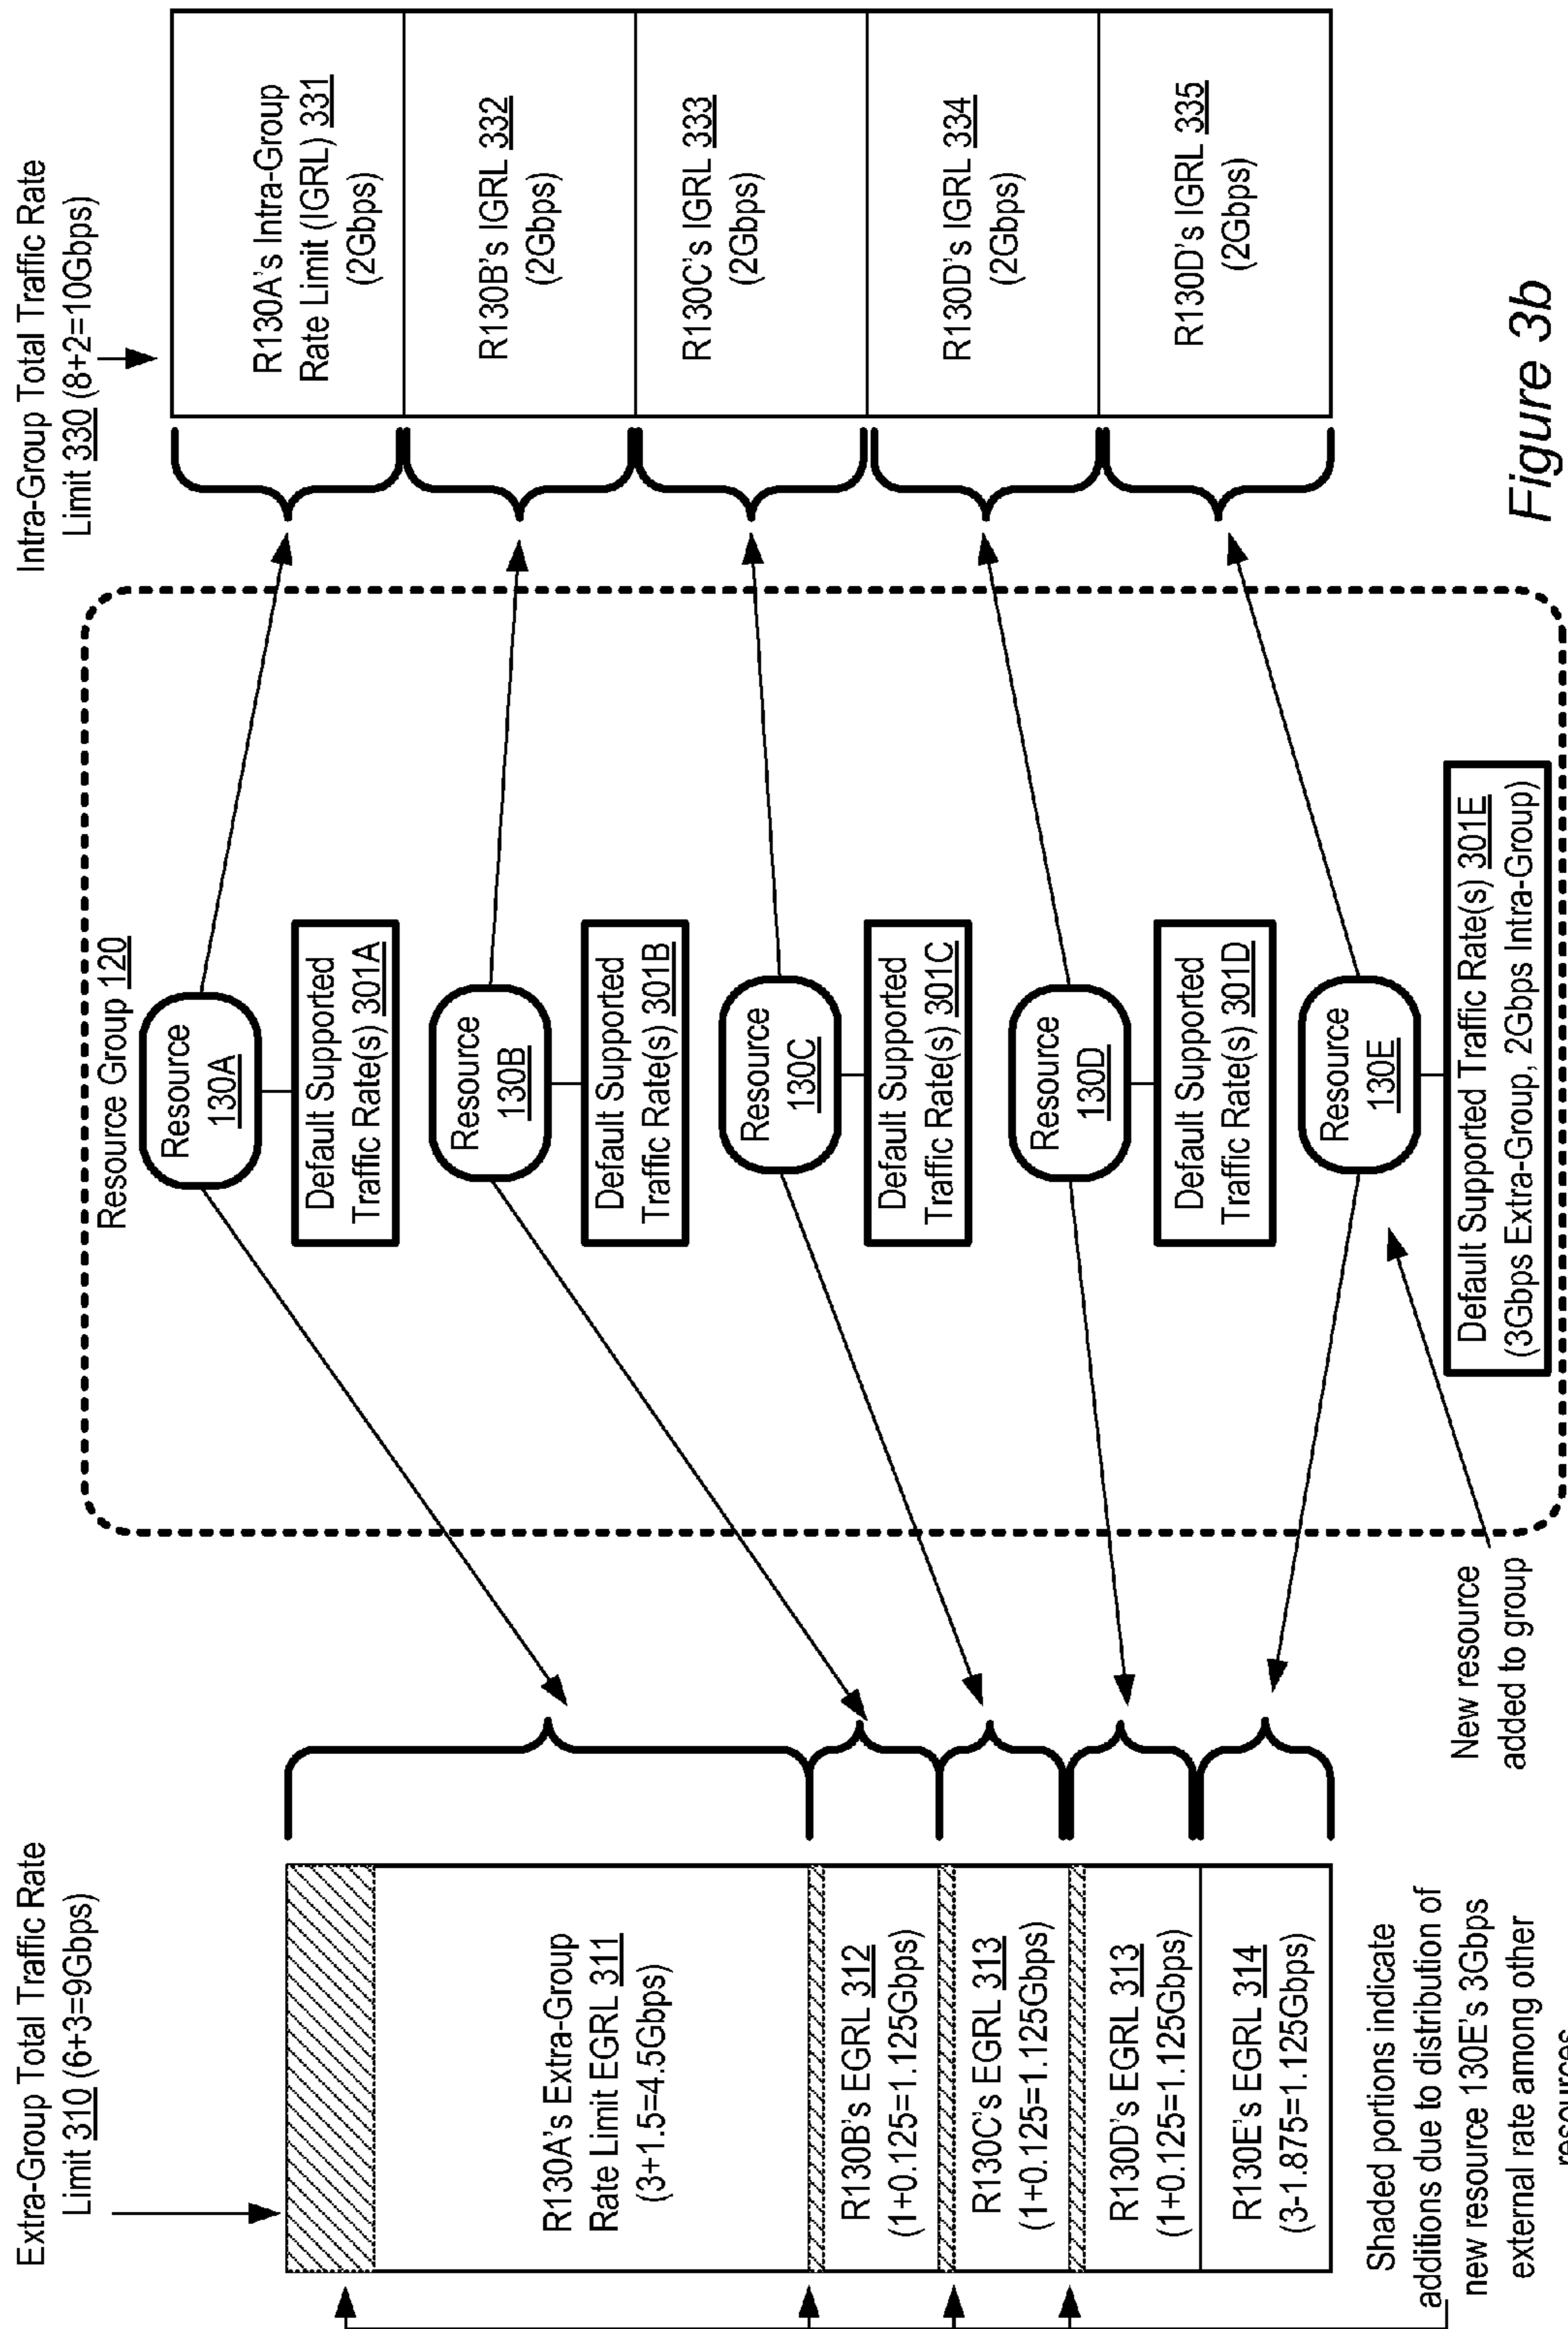 Extra-Group Total Traffic Rate
Limit 310 (6+3=9Gbps)
R130A's Extra-Group
Rate Limit EGRL 311
(3+1.5=4.5Gbps)
R130B's EGRL 312
(1+0.125=1.125Gbps)
R130C's EGRL 313
(1+0.125=1.125Gbps)
R130D's EGRL 313
(1+0.125=1.125Gbps)
R130E's EGRL 314
(3-1.875=1.125Gbps)
Shaded portions indicate
additions due to distribution of
new resource 130E's 3Gbps
external rate among other
resources
New resource
added to group
Resource Group 120
Resource
130A
Default Supported
Traffic Rate(s) 301A
Resource
130B
Default Supported
Traffic Rate(s) 301B
Resource
130C
Default Supported
Traffic Rate(s) 301C
Resource
130D
Default Supported
Traffic Rate(s) 301D
Resource
130E
Default Supported Traffic Rate(s) 301E
(3Gbps Extra-Group, 2Gbps Intra-Group)
Intra-Group Total Traffic Rate
Limit 330 (8+2=10Gbps)
R130A's Intra-Group
Rate Limit (IGRL) 331
(2Gbps)
R130B's IGRL 332
(2Gbps)
R130C's IGRL 333
(2Gbps)
R130D's IGRL 334
(2Gbps)
R130D's IGRL 335
(2Gbps)
Figure 3b